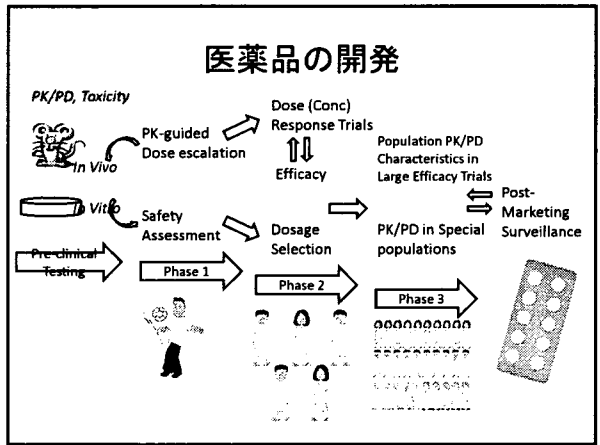 医薬品の開発
PK/PD, Toxicity
In Vivo
In Vitro
Pre-clinical
Testing
PK-guided
Dose escalation
Safety
Assessment
Phase 1
Dose (Conc)
Response Trials
Efficacy
Dosage
Selection
Phase 2
Population PK/PD
Characteristics in
Large Efficacy Trials
PK/PD in Special
populations
Phase 3
Post-
Marketing
Surveillance